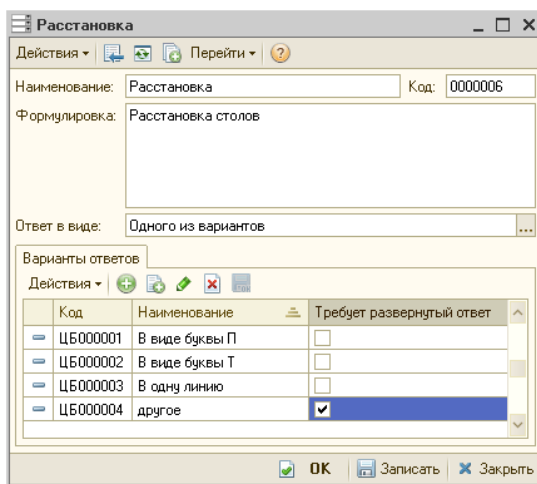 Расстановка
Действия Перейти
Наименование: Расстановка Код: 0000006
Формулировка: Расстановка столов
Ответ в виде: Одного из вариантов ...
Варианты ответов
Действия
Код Наименование Требует развернутый ответ
ЦБ000001 В виде буквы П
ЦБ000002 В виде буквы Т
ЦБ000003 В одну линию
ЦБ000004 другое
OK Записать Закрыть